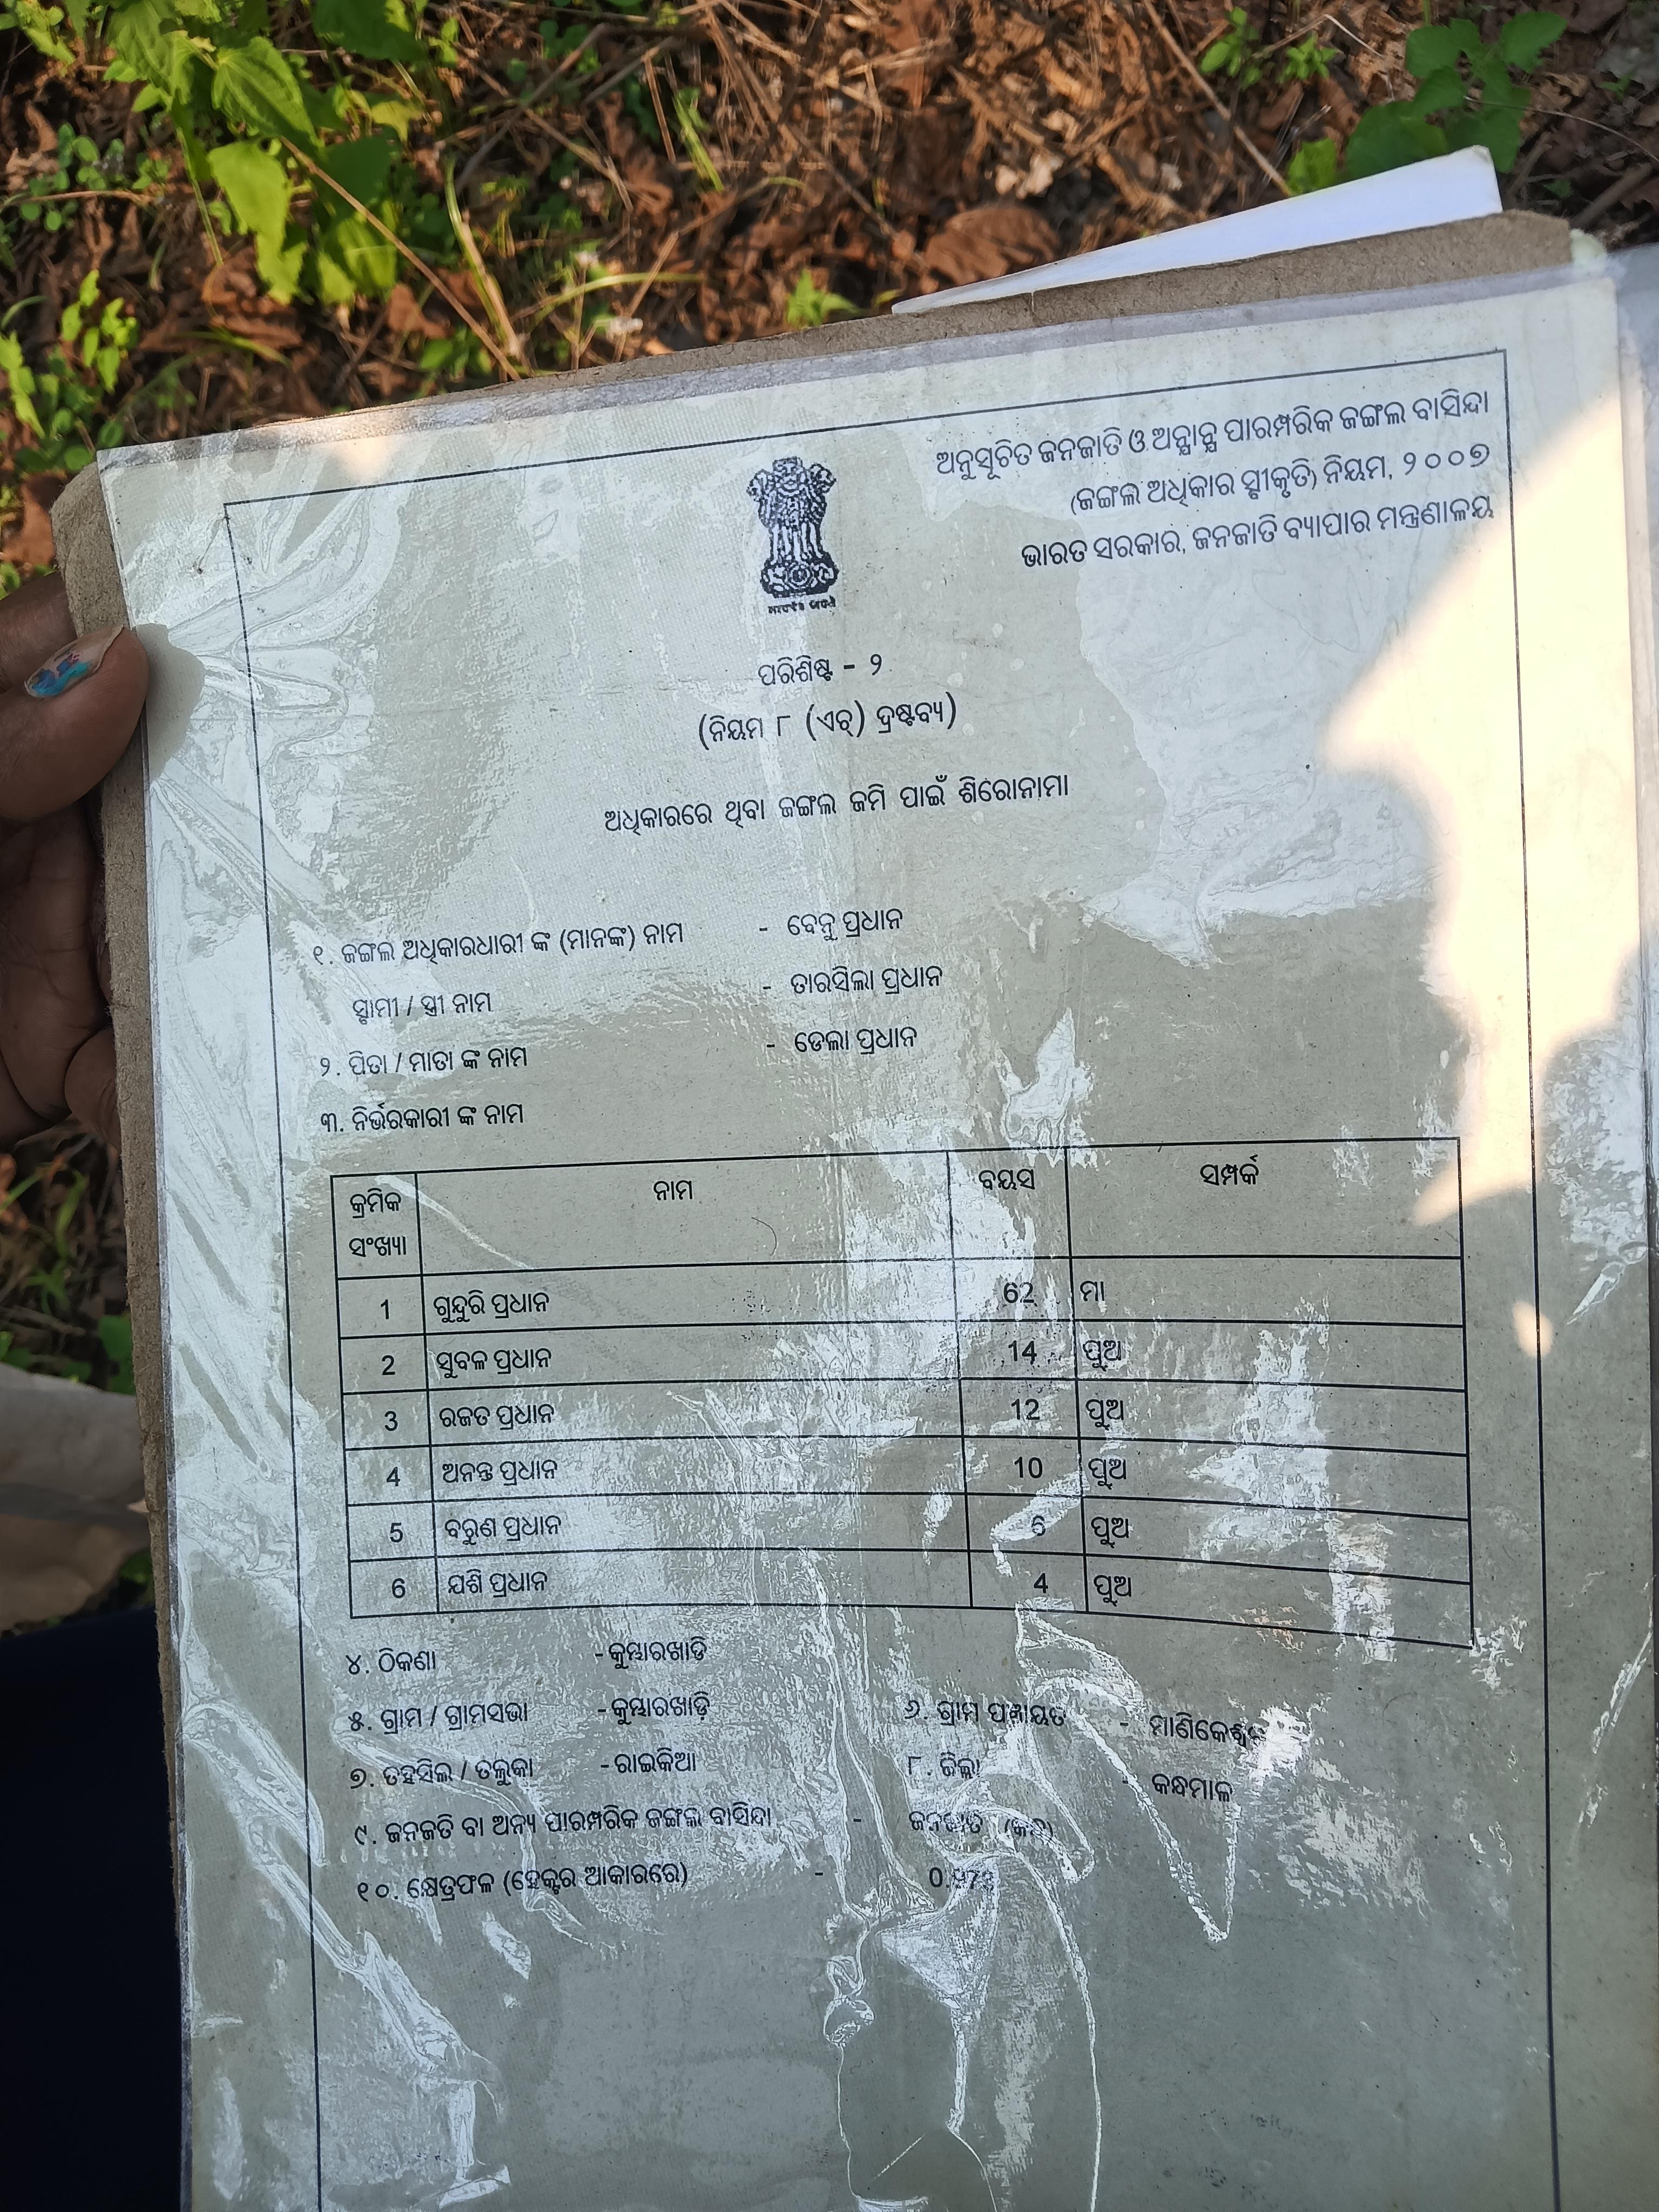 ଅନୁସୂଚିତ ଜନଜାତି ଓ ଅନ୍ଯାନ୍ଯ ପାରମ୍ପରିକ ଜଙ୍ଗଲ ବାସିନ୍ଦା
(ଜଙ୍ଗଲ ଅଧିକାର ସ୍ବୀକୃତି) ନିୟମ, ୨୦୦୭
ଭାରତ ସରକାର, ଜନଜାତି ବ୍ୟାପାର ମନ୍ତ୍ରଣାଳୟ
ପରିଶିଷ୍ଟ - ୨
(ନିୟମ ୮ (ଏଚ୍) ଦ୍ରଷ୍ଟବ୍ୟ)
ଅଧିକାରରେ ଥିବା ଜଙ୍ଗଲ ଜମି ପାଇଁ ଶିରୋନାମା
୧. ଜଙ୍ଗଲ ଅଧିକାରଧାରୀ ଙ୍କ (ମାନଙ୍କ) ନାମ - ବେନୁ ପ୍ରଧାନ
ସ୍ବାମୀ / ସ୍ତ୍ରୀ ନାମ - ତାରସିଲା ପ୍ରଧାନ
୨. ପିତା / ମାତା ଙ୍କ ନାମ - ଡେଲା ପ୍ରଧାନ
୩. ନିର୍ଭରକାରୀ ଙ୍କ ନାମ
କ୍ରମିକ ସଂଖ୍ୟା ନାମ ବୟସ ସମ୍ପର୍କ
1 ଗୁନ୍ଦୁରି ପ୍ରଧାନ 62 ମା
2 ସୁବଳ ପ୍ରଧାନ 14 ପୁଅ
3 ରଜତ ପ୍ରଧାନ 12 ପୁଅ
4 ଅନନ୍ତ ପ୍ରଧାନ 10 ପୁଅ
5 ବରୁଣ ପ୍ରଧାନ 6 ପୁଅ
6 ଯଶି ପ୍ରଧାନ 4 ପୁଅ
୪. ଠିକଣା - କୁମ୍ଭାରଖାଡ଼ି
୫. ଗ୍ରାମ / ଗ୍ରାମସଭା - କୁମ୍ଭାରଖାଡ଼ି ୬. ଗ୍ରାମ ପଞ୍ଚାୟତ -
୭. ତହସିଲ / ତଲୁକା - ରାଇକିଆ ୮. ଜିଲ୍ଲା - କନ୍ଧମାଳ
୯. ଜନଜତି ବା ଅନ୍ୟ ପାରମ୍ପରିକ ଜଙ୍ଗଲ ବାସିନ୍ଦା -
୧୦. କ୍ଷେତ୍ରଫଳ (ହେକ୍ଟର ଆକାରରେ) -